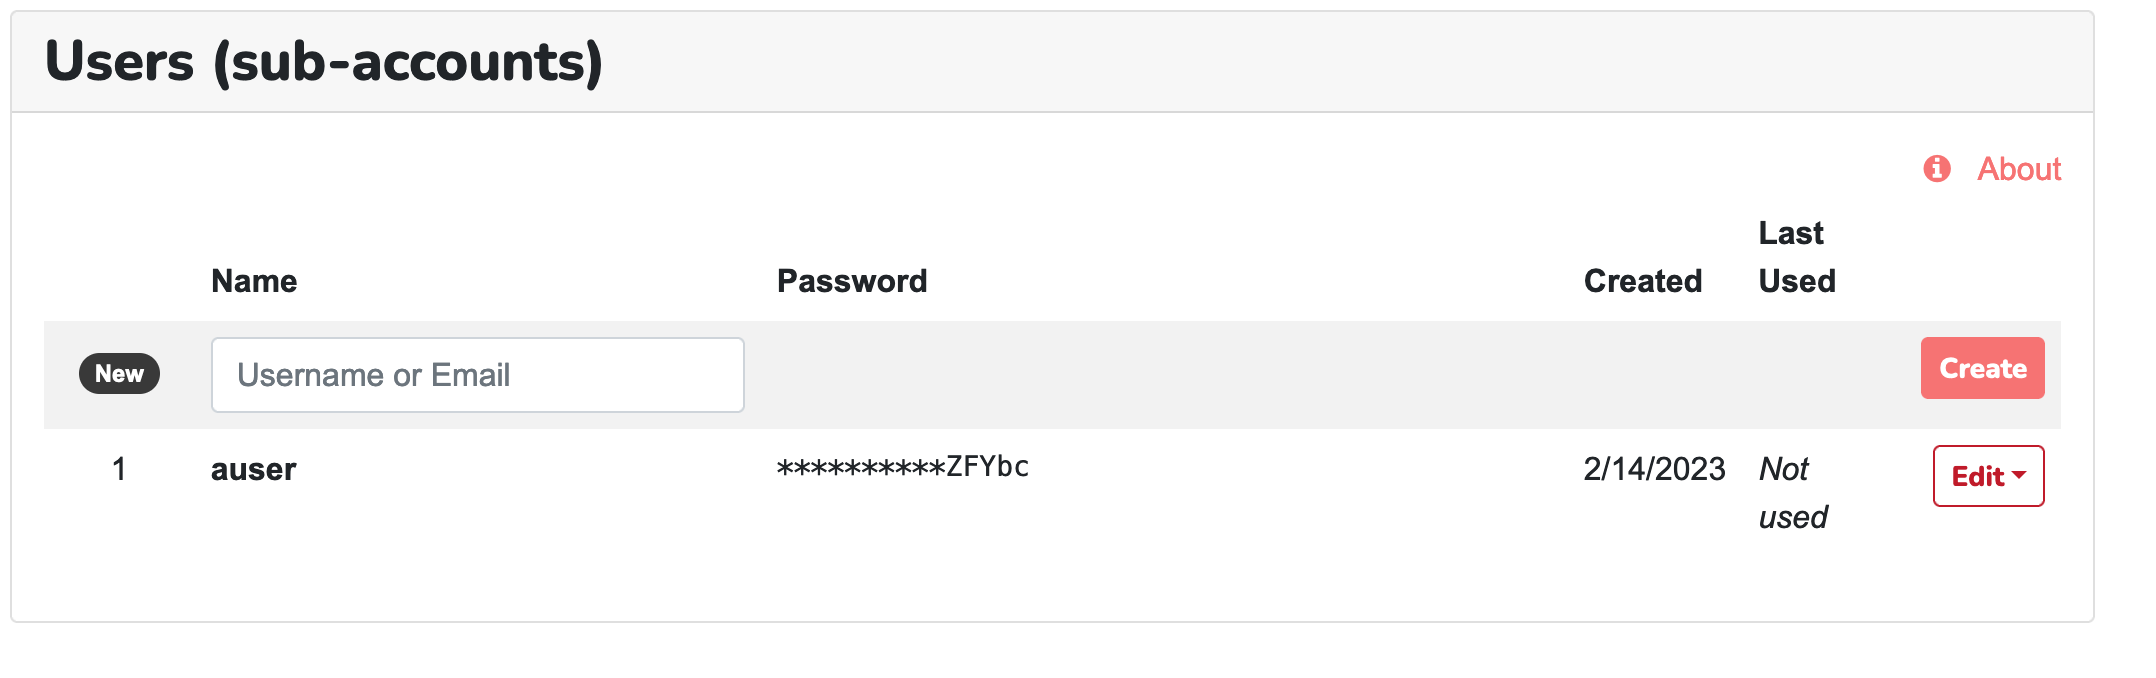 Users (sub-accounts)
About
Name Password Created Last Used
New Username or Email Create
1 auser **********ZFYbc 2/14/2023 Not used Edit